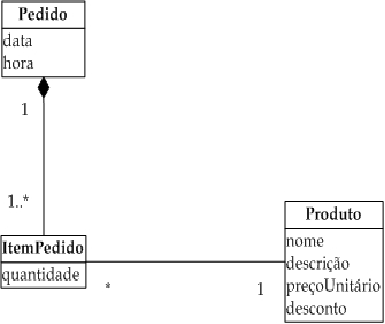 Pedido
data
hora
1
1..*
ItemPedido
quantidade
*
1
Produto
nome
descrição
preçoUnitário
desconto